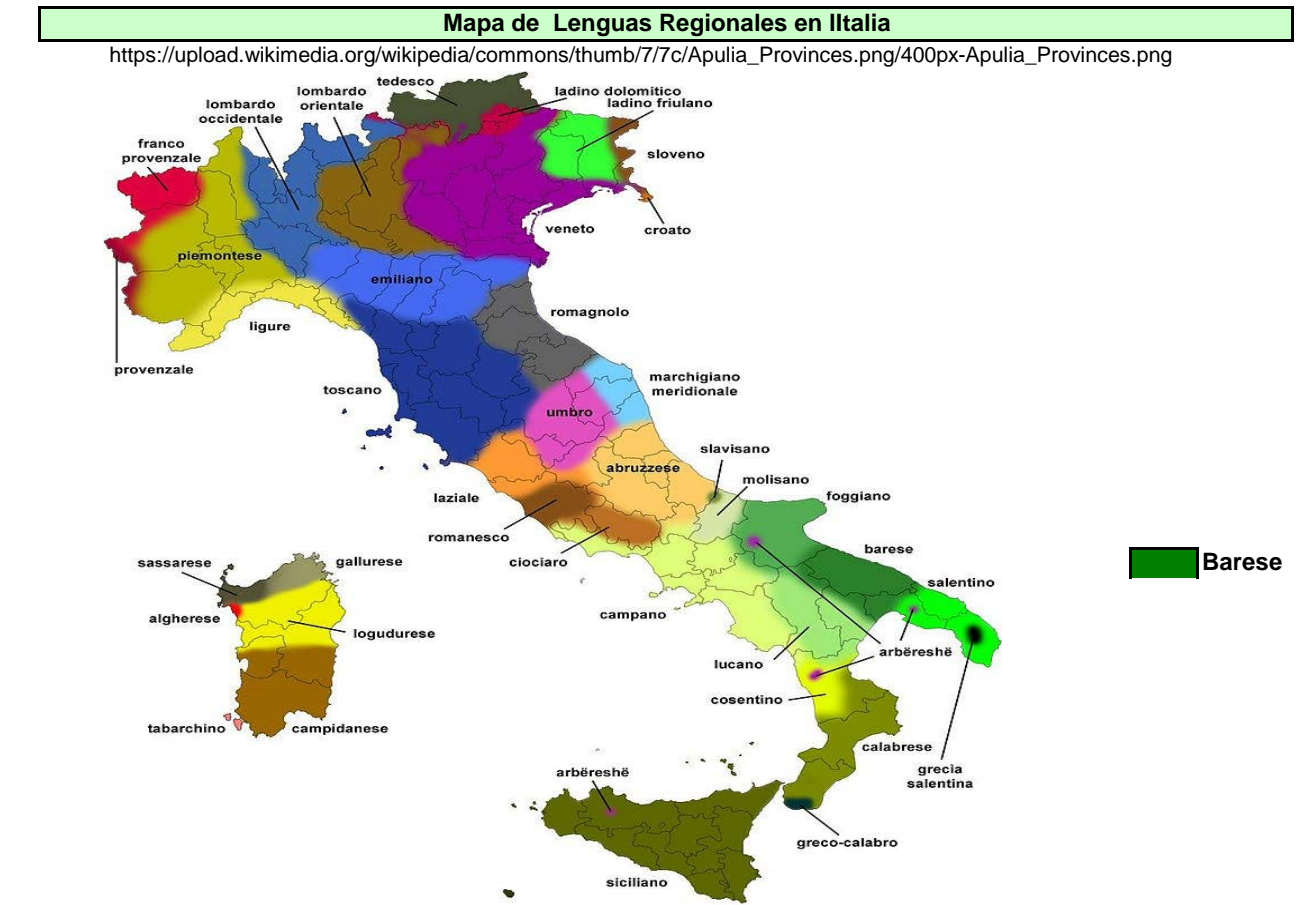 Mapa de Lenguas Regionales en IItalia
https://upload.wikimedia.org/wikipedia/commons/thumb/7/7c/Apulia_Provinces.png/400px-Apulia_Provinces.png
tedesco
lombardo
orientale
ladino dolomitico
ladino friulano
lombardo
occidentale
franco
provenzale
sloveno
veneto
croato
piemontese
emiliano
romagnolo
ligure
provenzale
toscano
marchigiano
meridionale
umbro
slavisano
abruzzese
molisano
laziale
foggiano
romanesco
ciociaro
barese
Barese
sassarese
gallurese
salentino
algherese
campano
logudurese
arbëreshë
lucano
cosentino
tabarchino
campidanese
calabrese
grecìa
salentina
arbëreshë
greco-calabro
siciliano